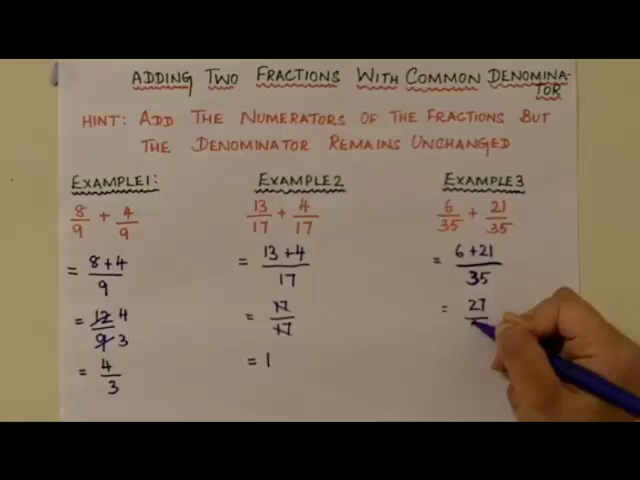 ADDING TWO FRACTIONS WITH COMMON DENOMINA-
TOR
HINT: ADD THE NUMERATORS OF THE FRACTIONS BUT
THE DENOMINATOR REMAINS UNCHANGED
EXAMPLE1:
8/9 + 4/9
= 8+4/9
= 12/9 4/3
= 4/3
EXAMPLE2
13/17 + 4/17
= 13+4/17
= 17/17
= 1
EXAMPLE3
6/35 + 21/35
= 6+21/35
= 27/